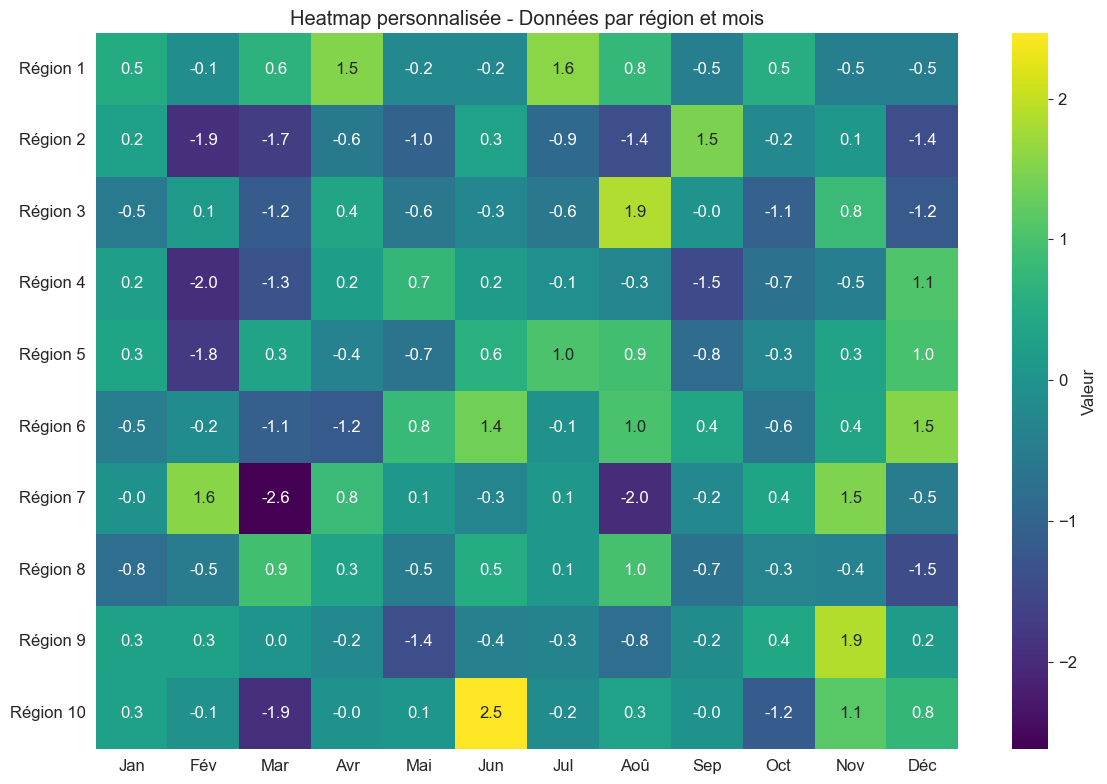 Heatmap personnalisée - Données par région et mois
Région 1 0.5 -0.1 0.6 1.5 -0.2 -0.2 1.6 0.8 -0.5 0.5 -0.5 -0.5
Région 2 0.2 -1.9 -1.7 -0.6 -1.0 0.3 -0.9 -1.4 1.5 -0.2 0.1 -1.4
Région 3 -0.5 0.1 -1.2 0.4 -0.6 -0.3 -0.6 1.9 -0.0 -1.1 0.8 -1.2
Région 4 0.2 -2.0 -1.3 0.2 0.7 0.2 -0.1 -0.3 -1.5 -0.7 -0.5 1.1
Région 5 0.3 -1.8 0.3 -0.4 -0.7 0.6 1.0 0.9 -0.8 -0.3 0.3 1.0
Région 6 -0.5 -0.2 -1.1 -1.2 0.8 1.4 -0.1 1.0 0.4 -0.6 0.4 1.5
Région 7 -0.0 1.6 -2.6 0.8 0.1 -0.3 0.1 -2.0 -0.2 0.4 1.5 -0.5
Région 8 -0.8 -0.5 0.9 0.3 -0.5 0.5 0.1 1.0 -0.7 -0.3 -0.4 -1.5
Région 9 0.3 0.3 0.0 -0.2 -1.4 -0.4 -0.3 -0.8 -0.2 0.4 1.9 0.2
Région 10 0.3 -0.1 -1.9 -0.0 0.1 2.5 -0.2 0.3 -0.0 -1.2 1.1 0.8
Jan Fév Mar Avr Mai Jun Jul Aoû Sep Oct Nov Déc
2
1
0
−1
−2
Valeur